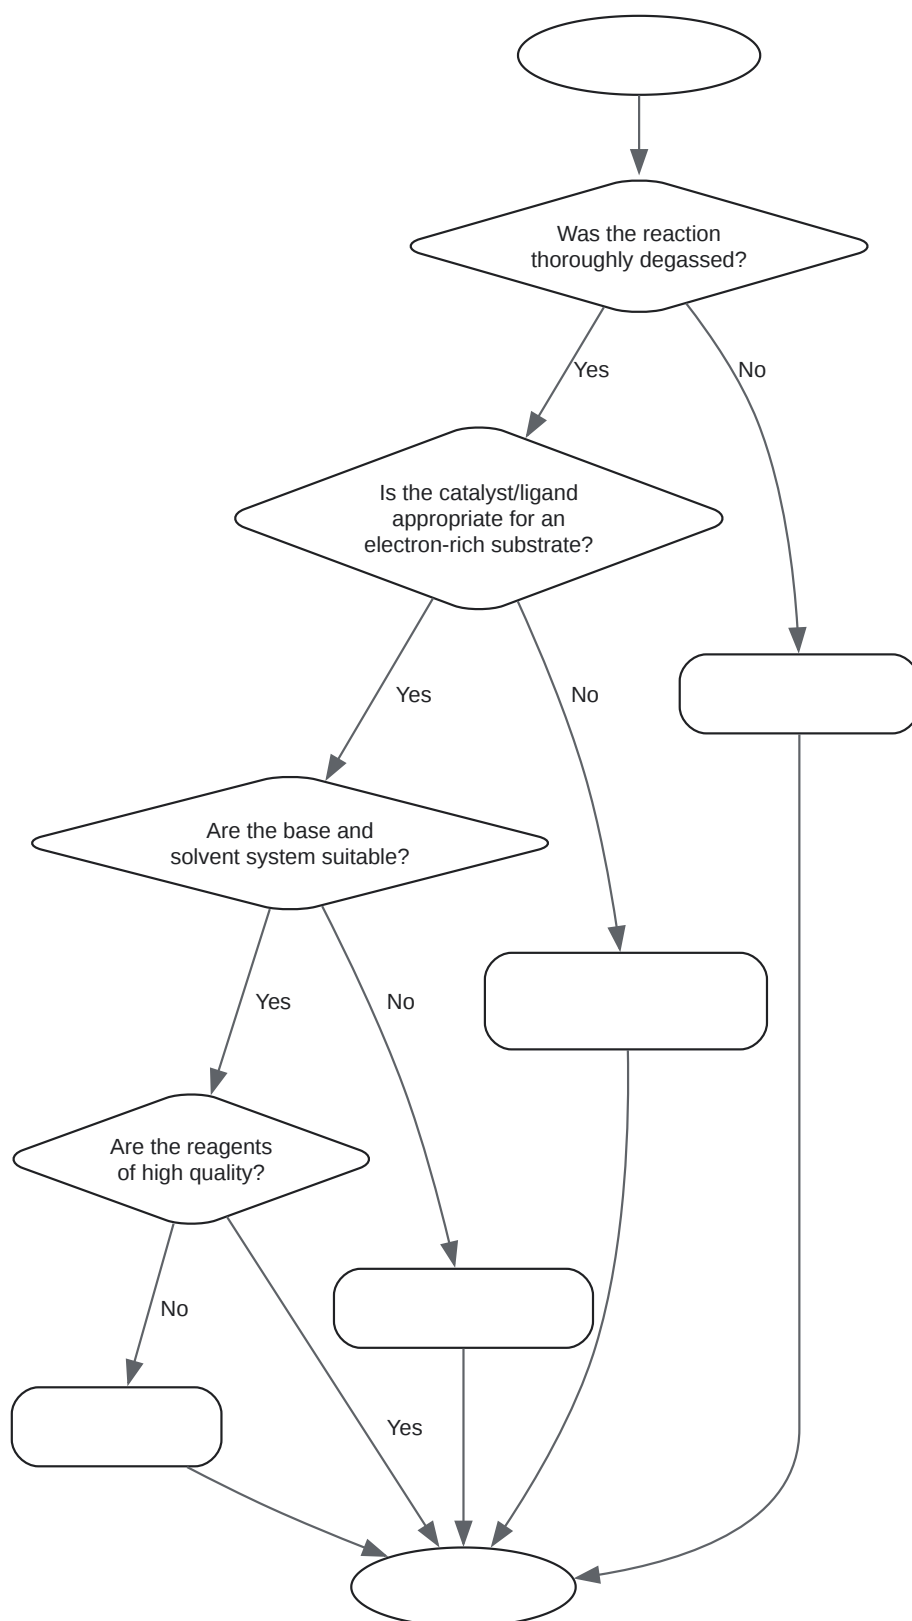 Was the reaction
thoroughly degassed?
Yes
No
Is the catalyst/ligand
appropriate for an
electron-rich substrate?
Yes
No
Are the base and
solvent system suitable?
Yes
No
Are the reagents
of high quality?
No
Yes